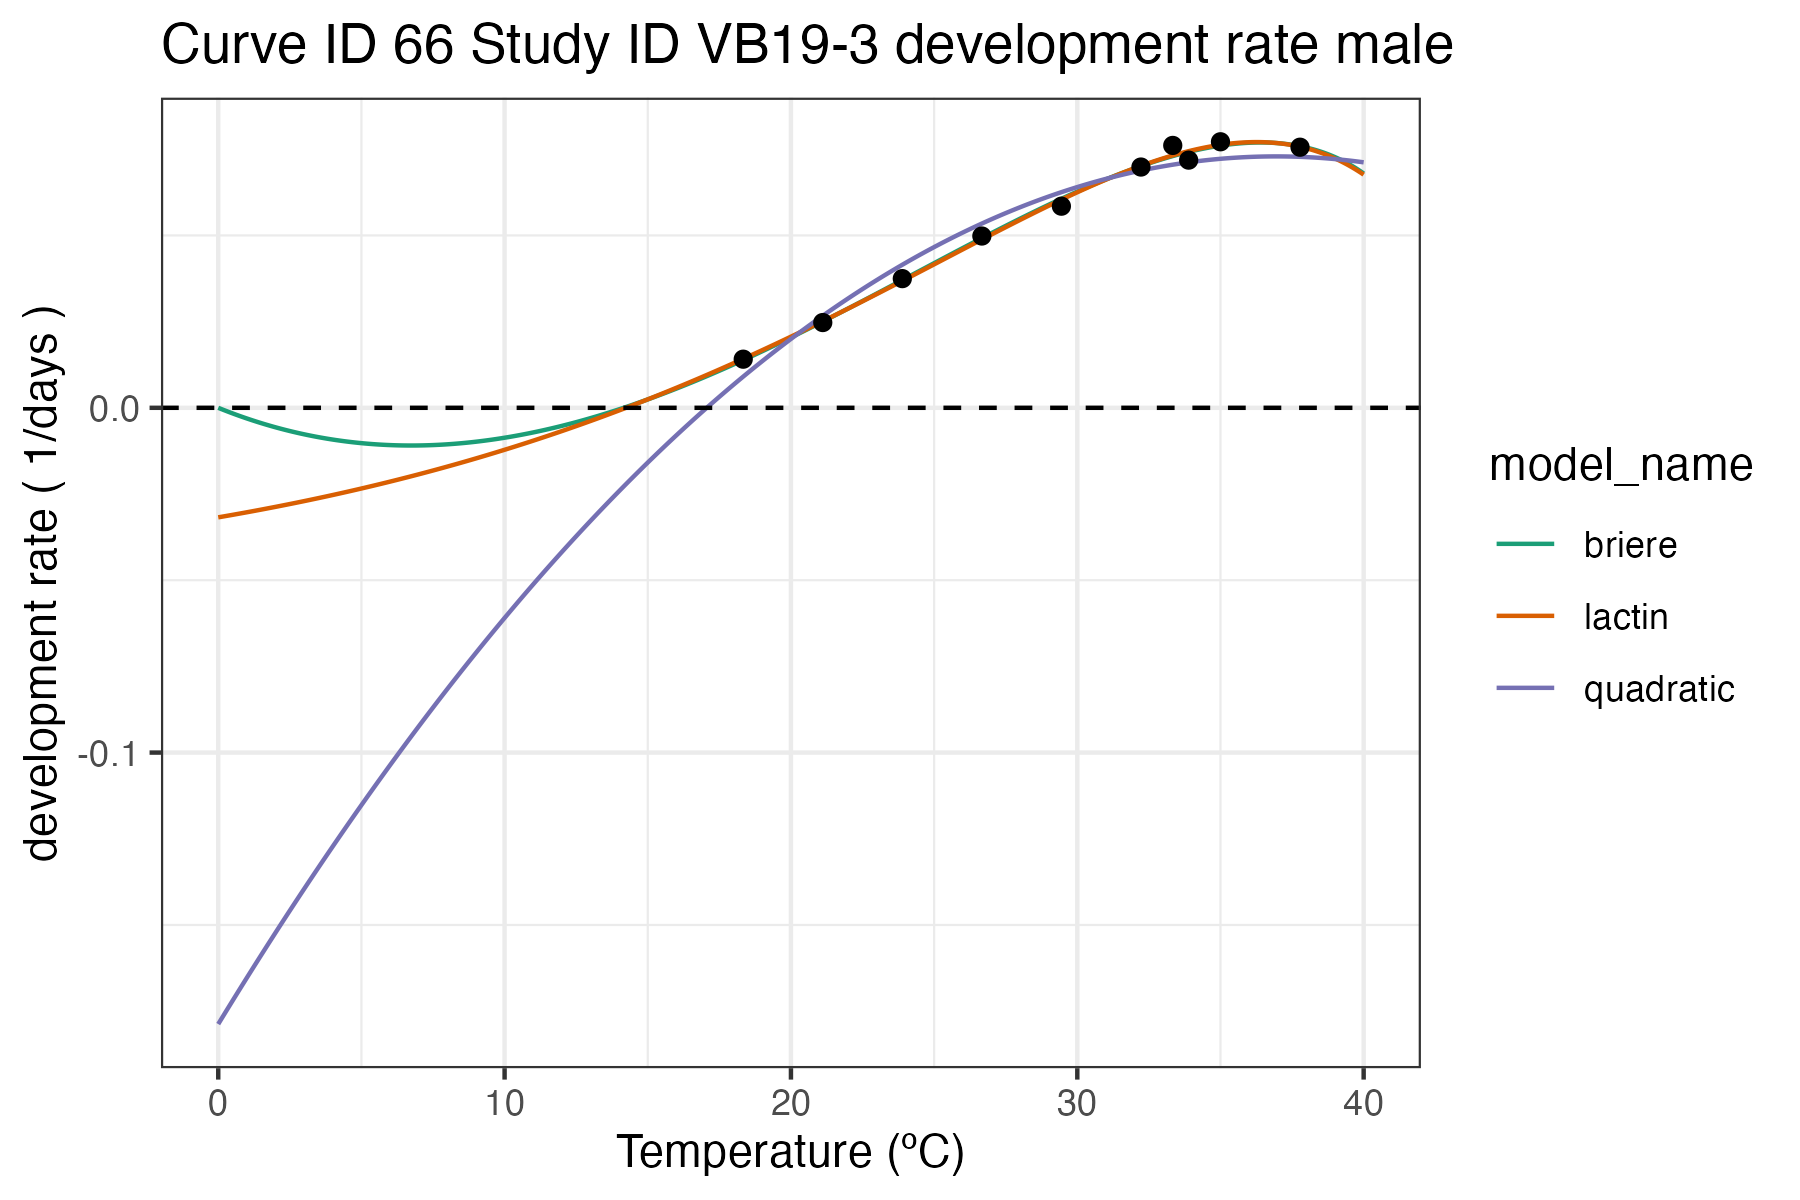 Curve ID 66 Study ID VB19-3 development rate male
development rate ( 1/days )
0.0
-0.1
0
10
20
30
40
Temperature (ºC)
model_name
briere
lactin
quadratic